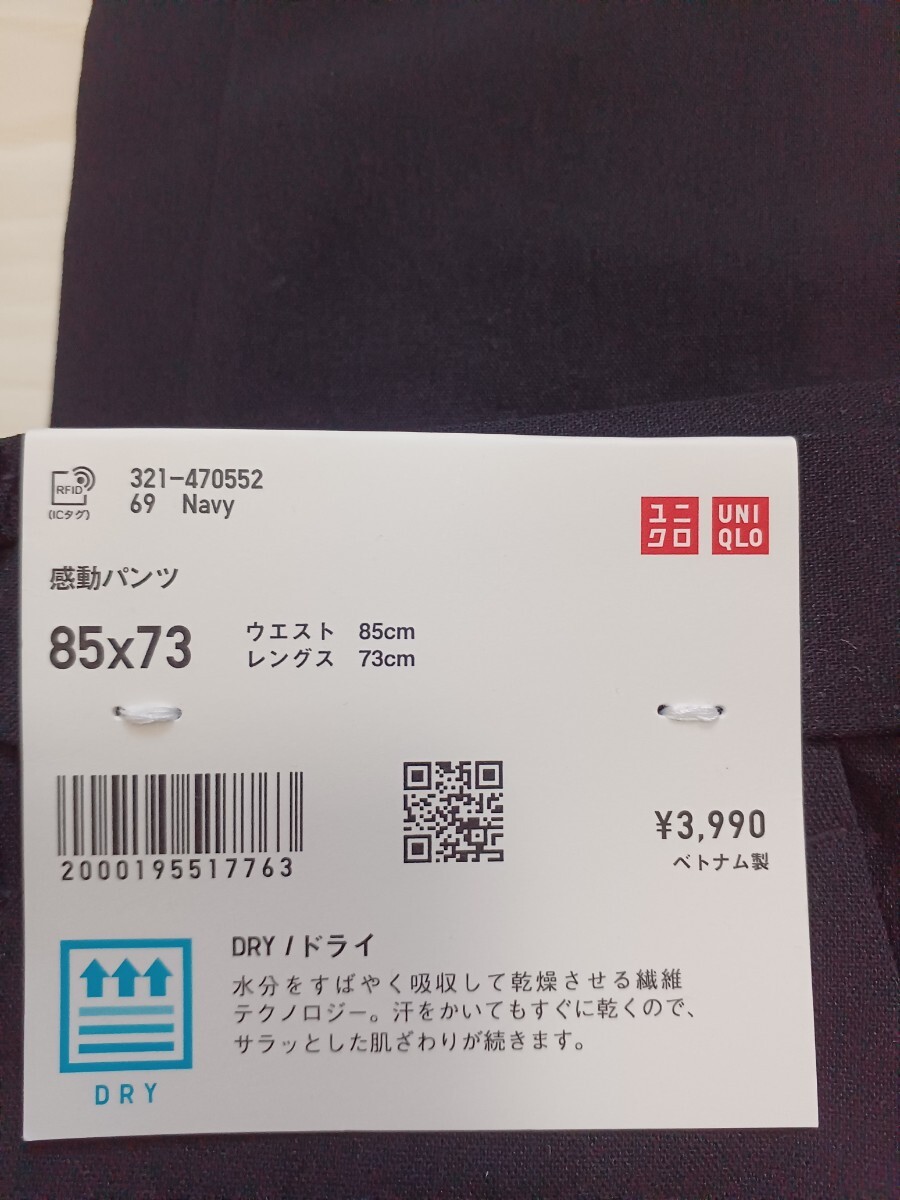 RFID
(ICタグ)
321-470552
69 Navy
ユニ
クロ
UNI
QLO
感動パンツ
85x73
ウエスト 85cm
レングス 73cm
2000195517763
¥3,990
ベトナム製
DRY
DRY / ドライ
水分をすばやく吸収して乾燥させる繊維
テクノロジー。汗をかいてもすぐに乾くので、
サラッとした肌ざわりが続きます。